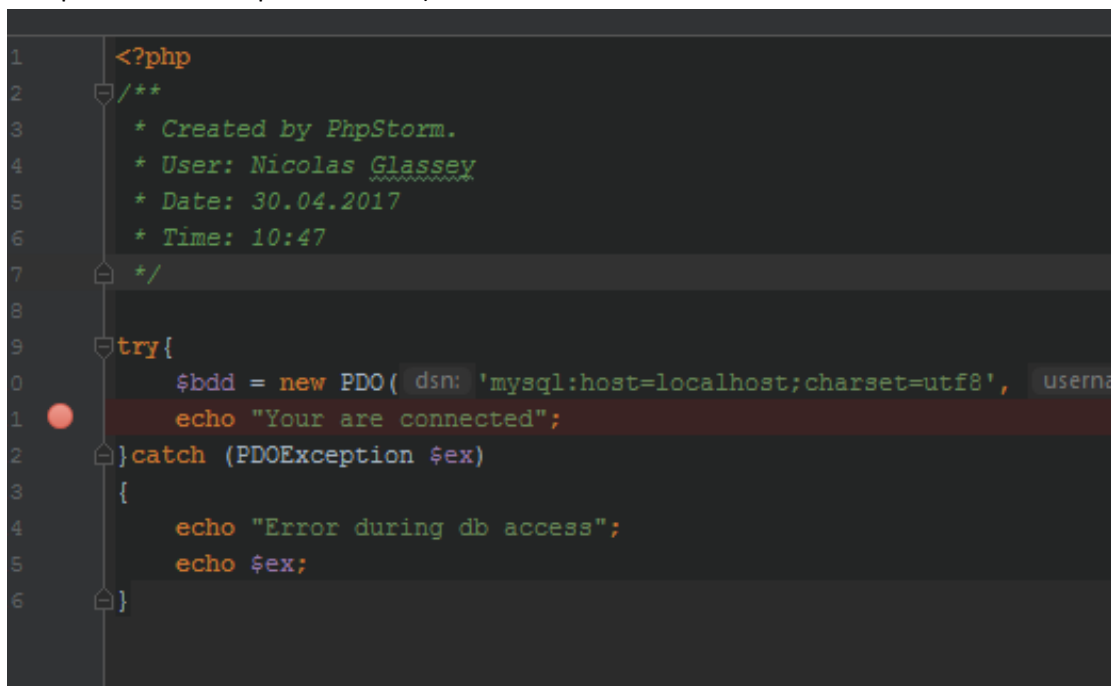 1 <?php
2 /**
3 * Created by PhpStorm.
4 * User: Nicolas Glassey
5 * Date: 30.04.2017
6 * Time: 10:47
7 */
8
9 try{
0 $bdd = new PDO( dsn: 'mysql:host=localhost;charset=utf8', userna
1 echo "Your are connected";
2 }catch (PDOException $ex)
3 {
4 echo "Error during db access";
5 echo $ex;
6 }